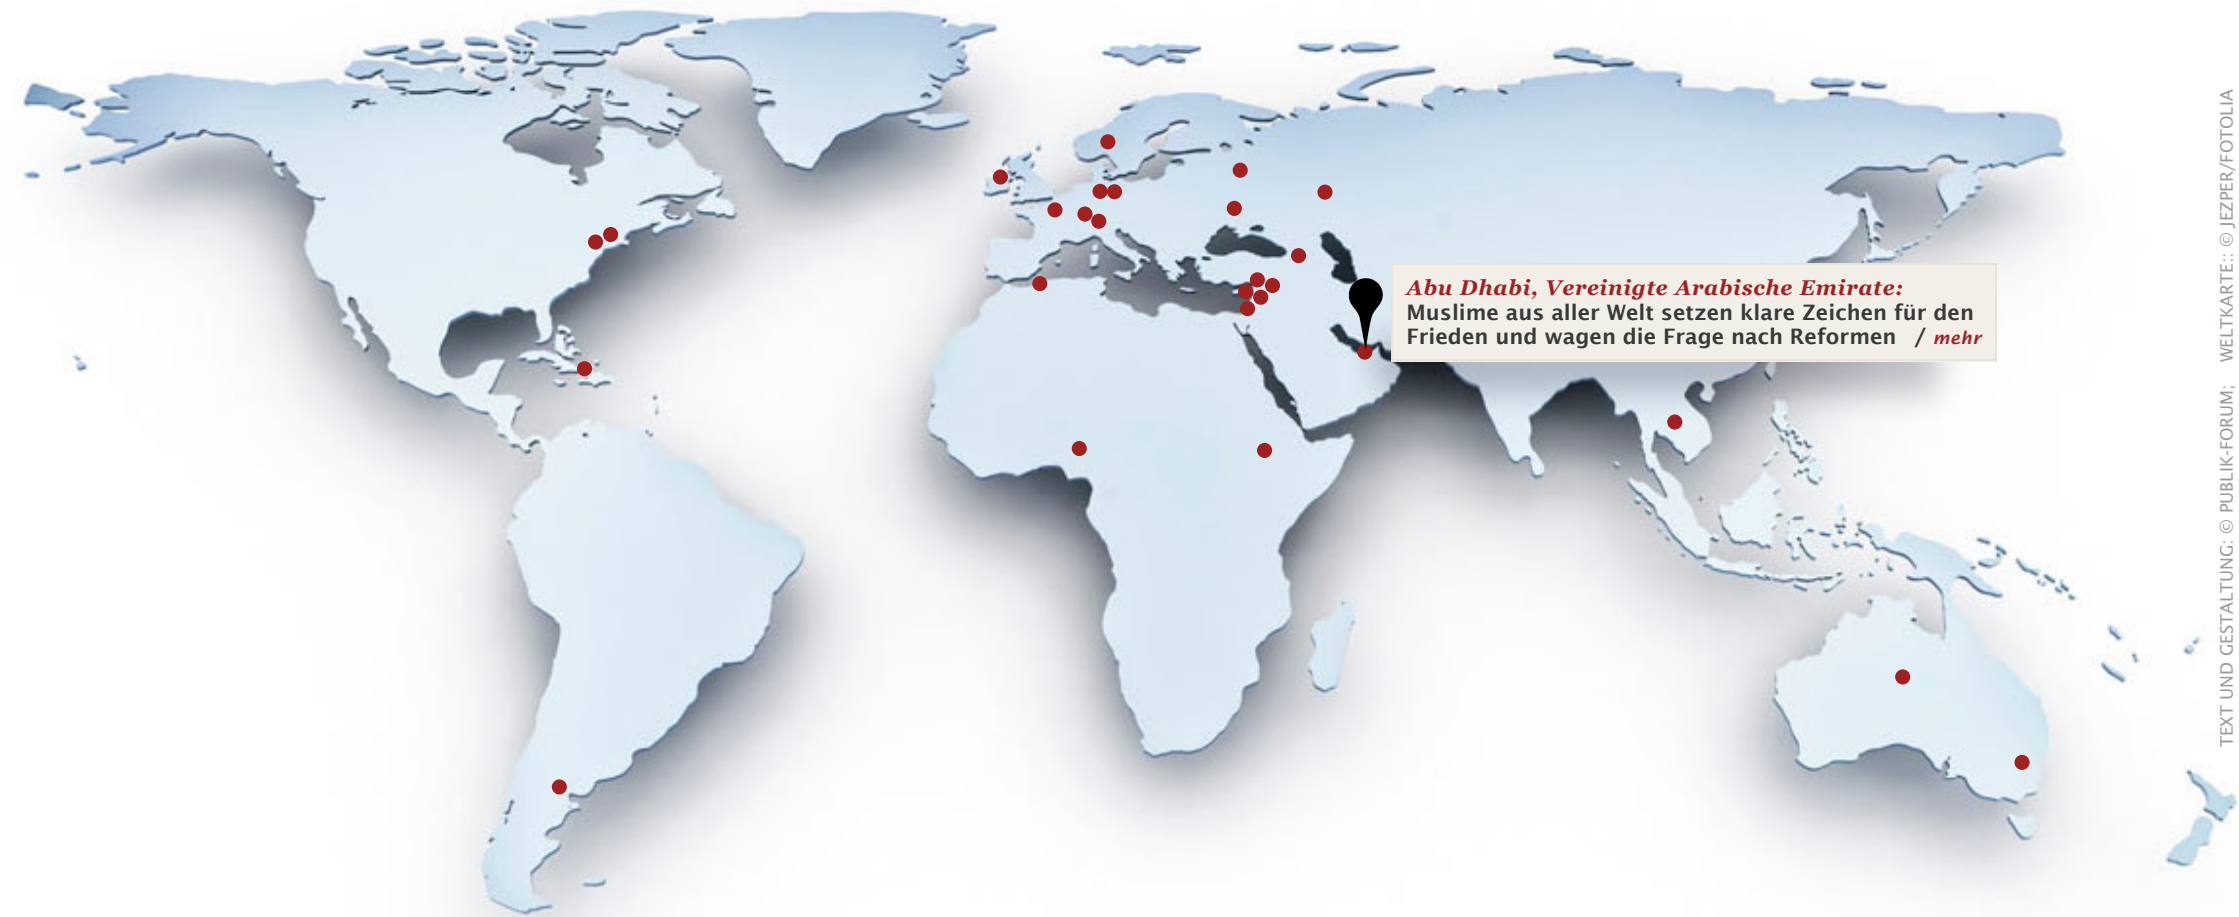 Abu Dhabi, Vereinigte Arabische Emirate:
Muslime aus aller Welt setzen klare Zeichen für den
Frieden und wagen die Frage nach Reformen / mehr
TEXT UND GESTALTUNG: © PUBLIK-FORUM; WELTKARTE:: © JEZPER/FOTOLIA